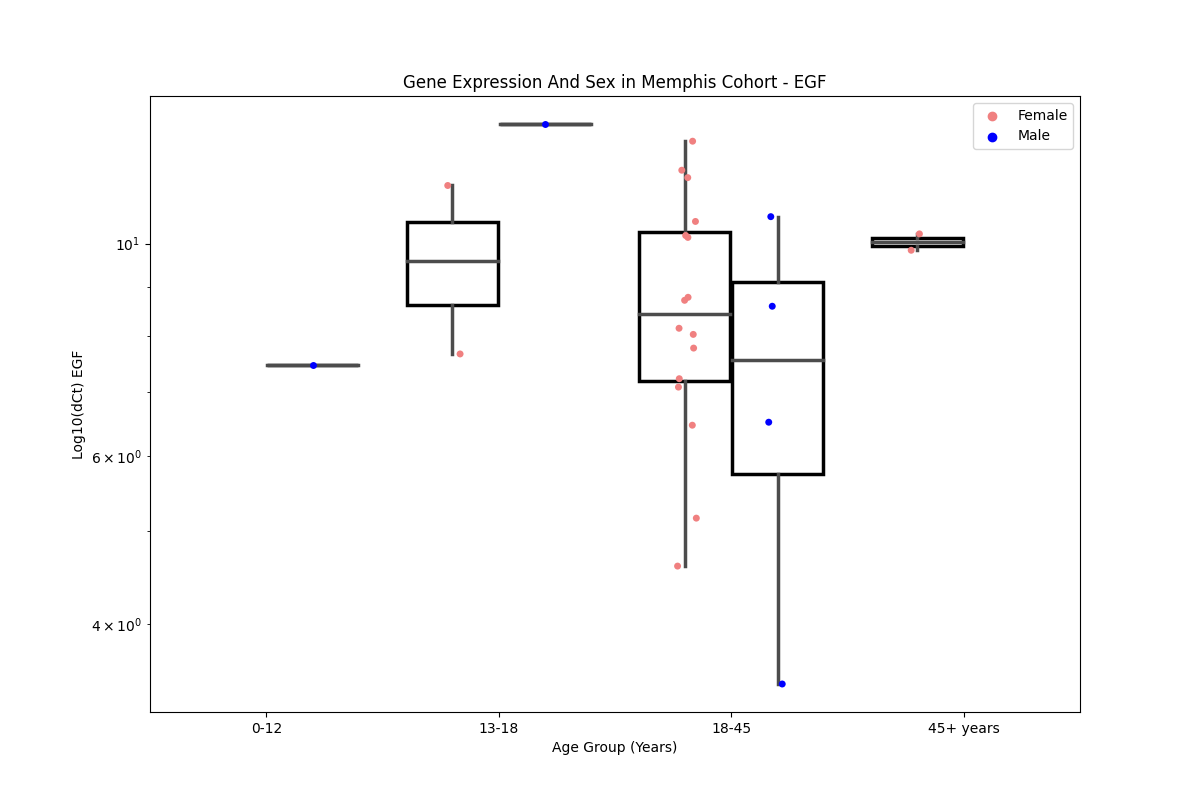 Gene Expression And Sex in Memphis Cohort - EGF
Female
Male
Log10(dCt) EGF
10¹
6 × 10⁰
4 × 10⁰
0-12
13-18
18-45
45+ years
Age Group (Years)